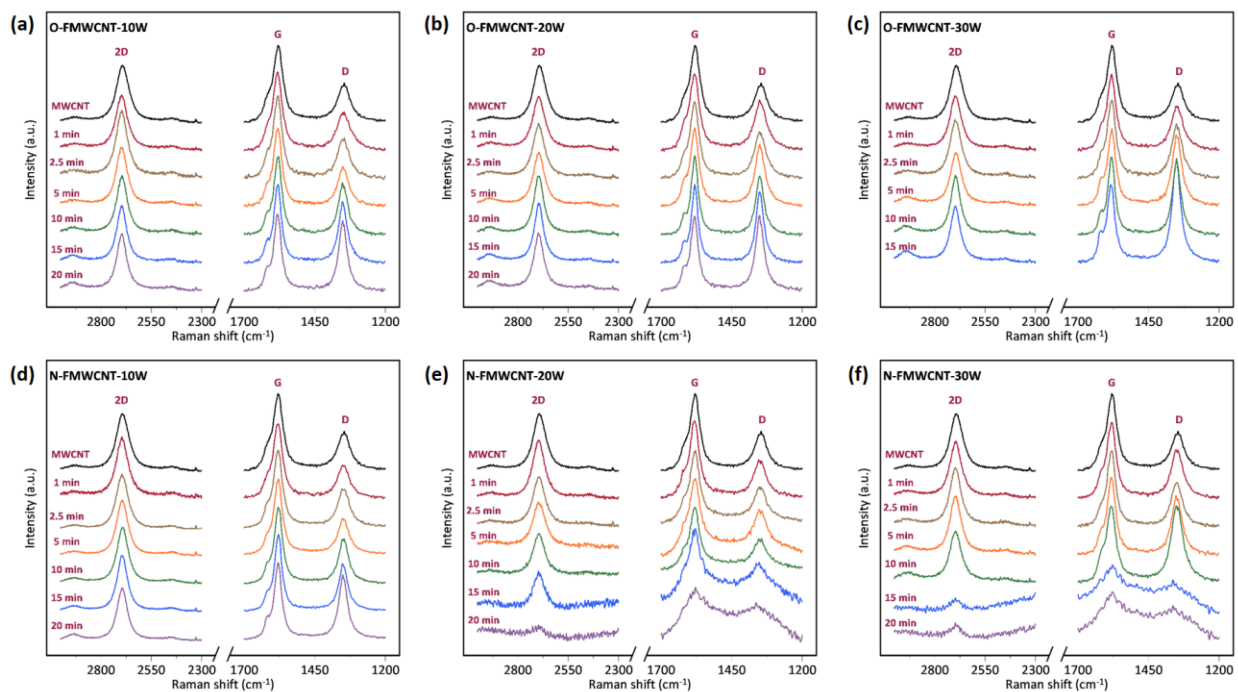 (a)
O-FMWCNT-10W
G
2D
D
MWCNT
1 min
2.5 min
5 min
10 min
15 min
20 min
Intensity (a.u.)
2800 2550 2300 1700 1450 1200
Raman shift (cm-1)
(b)
O-FMWCNT-20W
G
2D
D
MWCNT
1 min
2.5 min
5 min
10 min
15 min
20 min
Intensity (a.u.)
2800 2550 2300 1700 1450 1200
Raman shift (cm-1)
(c)
O-FMWCNT-30W
G
2D
D
MWCNT
1 min
2.5 min
5 min
10 min
15 min
Intensity (a.u.)
2800 2550 2300 1700 1450 1200
Raman shift (cm-1)
(d)
N-FMWCNT-10W
G
2D
D
MWCNT
1 min
2.5 min
5 min
10 min
15 min
20 min
Intensity (a.u.)
2800 2550 2300 1700 1450 1200
Raman shift (cm-1)
(e)
N-FMWCNT-20W
G
2D
D
MWCNT
1 min
2.5 min
5 min
10 min
15 min
20 min
Intensity (a.u.)
2800 2550 2300 1700 1450 1200
Raman shift (cm-1)
(f)
N-FMWCNT-30W
G
2D
D
MWCNT
1 min
2.5 min
5 min
10 min
15 min
20 min
Intensity (a.u.)
2800 2550 2300 1700 1450 1200
Raman shift (cm-1)